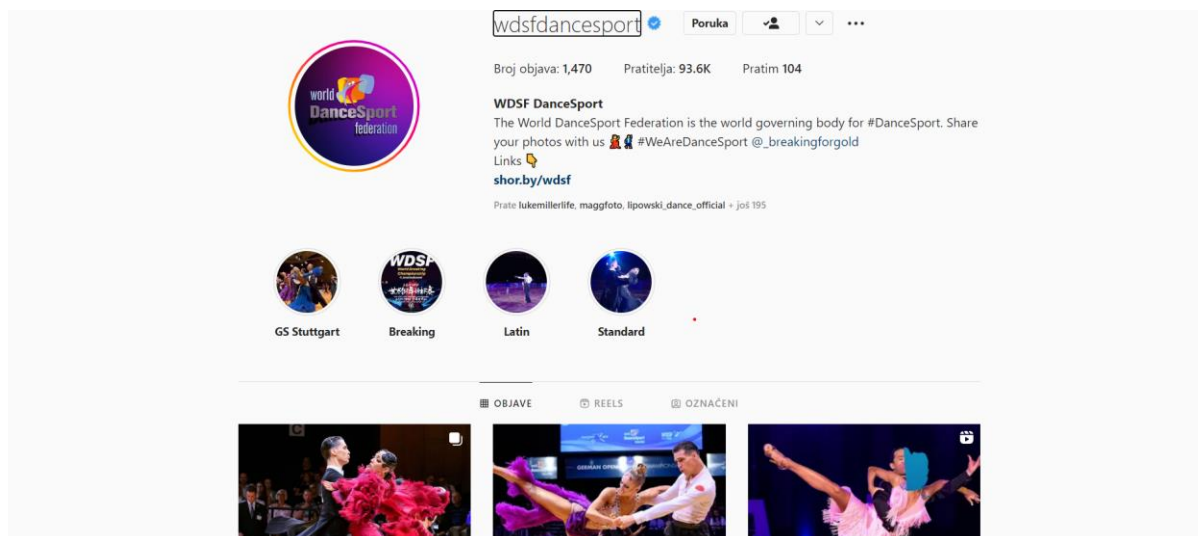 wdsfdancesport Poruka
Broj objava: 1,470 Pratitelja: 93.6K Pratim 104
WDSF DanceSport
The World DanceSport Federation is the world governing body for #DanceSport. Share
your photos with us #WeAreDanceSport @_breakingforgold
Links
shor.by/wdsf
Prate lukemillerlife, maggfoto, lipowski_dance_official + još 195
world
DanceSport
federation
WDSF
GS Stuttgart Breaking Latin Standard
OBJAVE REELS OZNAČENI
GERMAN OPEN